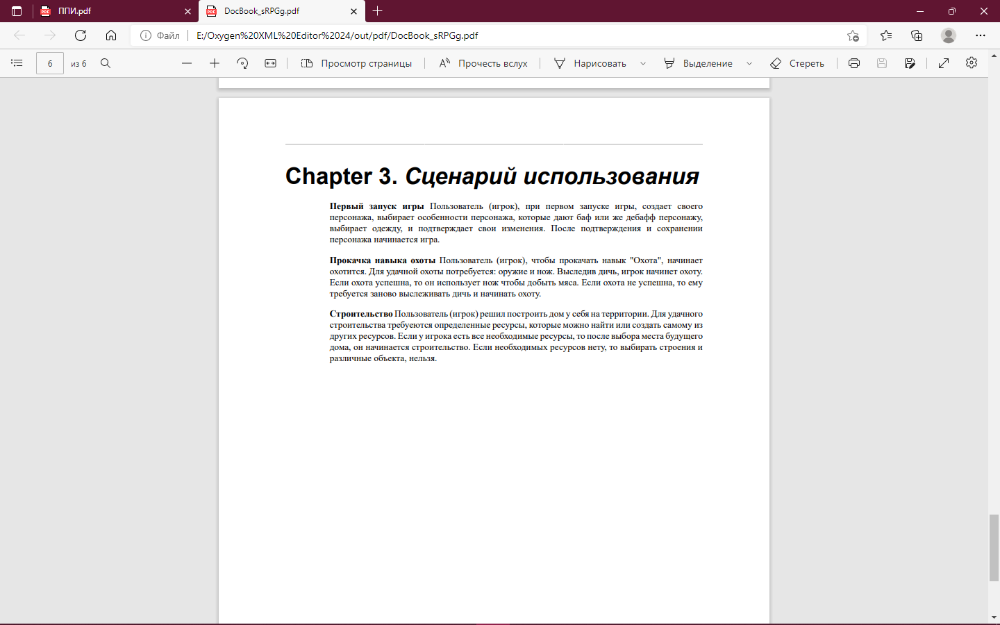 ППИ.pdf
DocBook_sRPGg.pdf
Файл
E:/Oxygen%20XML%20Editor%2024/out/pdf/DocBook_sRPGg.pdf
6 из 6 Просмотр страницы Прочесть вслух Нарисовать Выделение Стереть
Chapter 3. Сценарий использования
Первый запуск игры Пользователь (игрок), при первом запуске игры, создает своего
персонажа, выбирает особенности персонажа, которые дают баф или же дебафф персонажу,
выбирает одежду, и подтверждает свои изменения. После подтверждения и сохранении
персонажа начинается игра.
Прокачка навыка охоты Пользователь (игрок), чтобы прокачать навык "Охота", начинает
охотится. Для удачной охоты потребуется: оружие и нож. Выследив дичь, игрок начинет охоту.
Если охота успешна, то он использует нож чтобы добыть мяса. Если охота не успешна, то ему
требуется заново выслеживать дичь и начинать охоту.
Строительство Пользователь (игрок) решил построить дом у себя на территории. Для удачного
строительства требуеются определенные ресурсы, которые можно найти или создать самому из
других ресурсов. Если у игрока есть все необходимые ресурсы, то после выбора места будущего
дома, он начинается строительство. Если необходимых ресурсов нету, то выбирать строения и
различные объекта, нельзя.